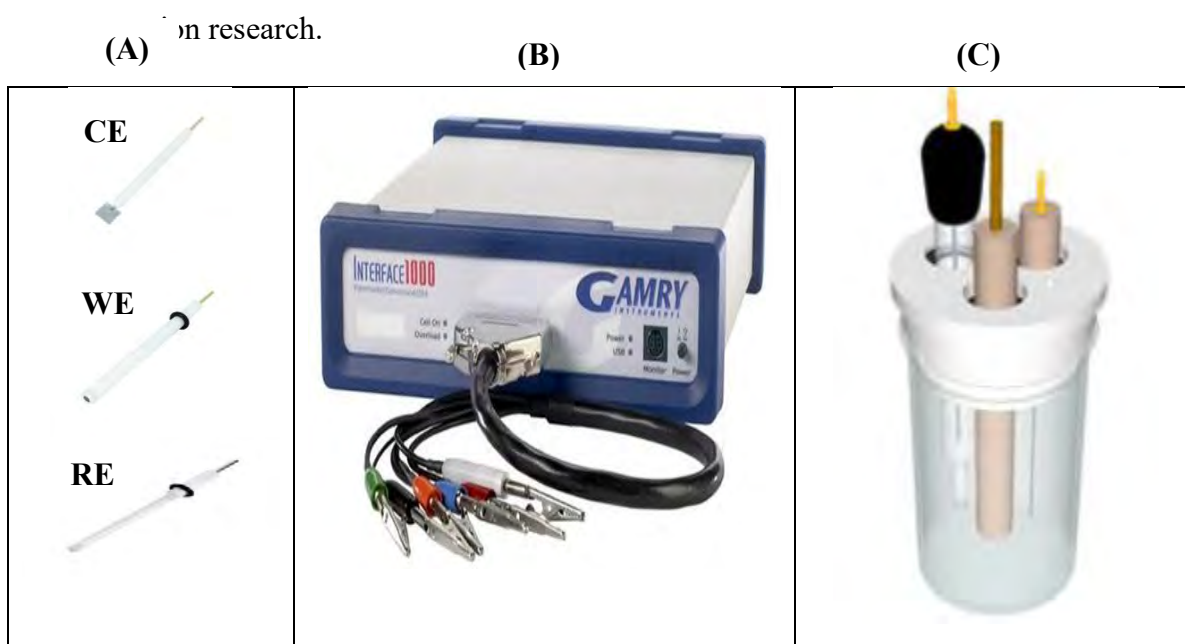 on research.
(A)
(B)
(C)
CE
WE
RE
INTERFACE1000
GAMRY
INSTRUMENTS
Cell On
Overload
Power
USB
Monitor
Power